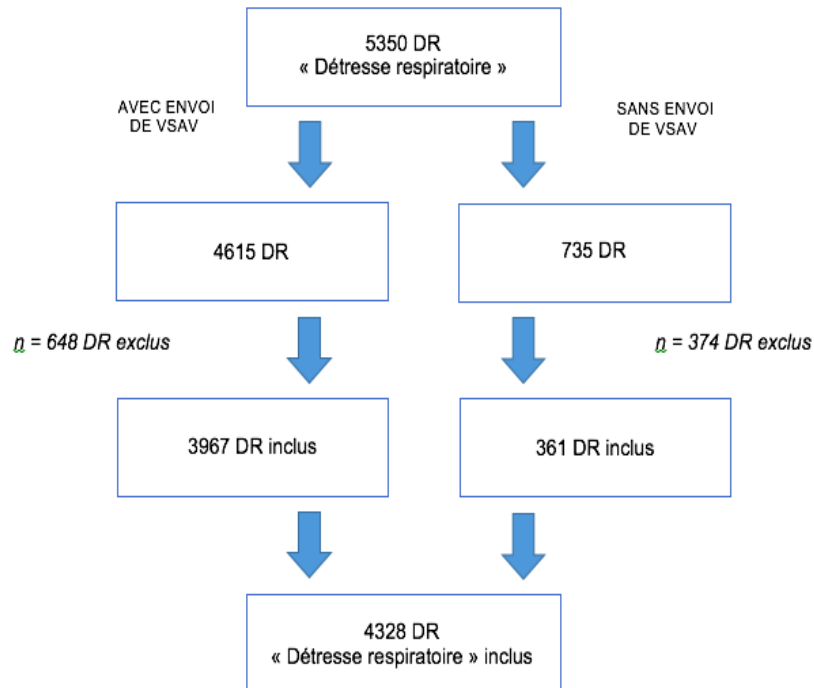 5350 DR
« Détresse respiratoire »
AVEC ENVOI
DE VSAV
SANS ENVOI
DE VSAV
4615 DR
735 DR
n = 648 DR exclus
n = 374 DR exclus
3967 DR inclus
361 DR inclus
4328 DR
« Détresse respiratoire » inclus